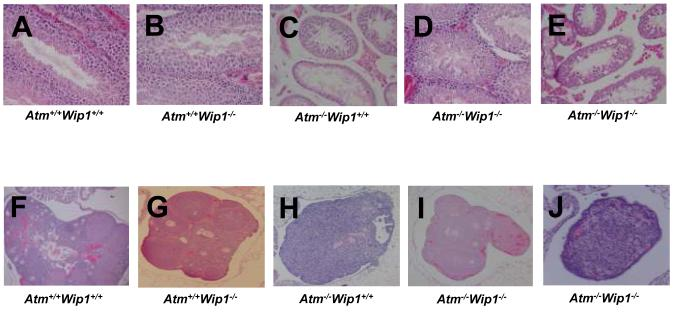 A B C D E
Atm+/+Wip1+/+ Atm+/+Wip1-/- Atm-/-Wip1+/+ Atm-/-Wip1-/- Atm-/-Wip1-/-
F G H I J
Atm+/+Wip1+/+ Atm+/+Wip1-/- Atm-/-Wip1+/+ Atm-/-Wip1-/- Atm-/-Wip1-/-